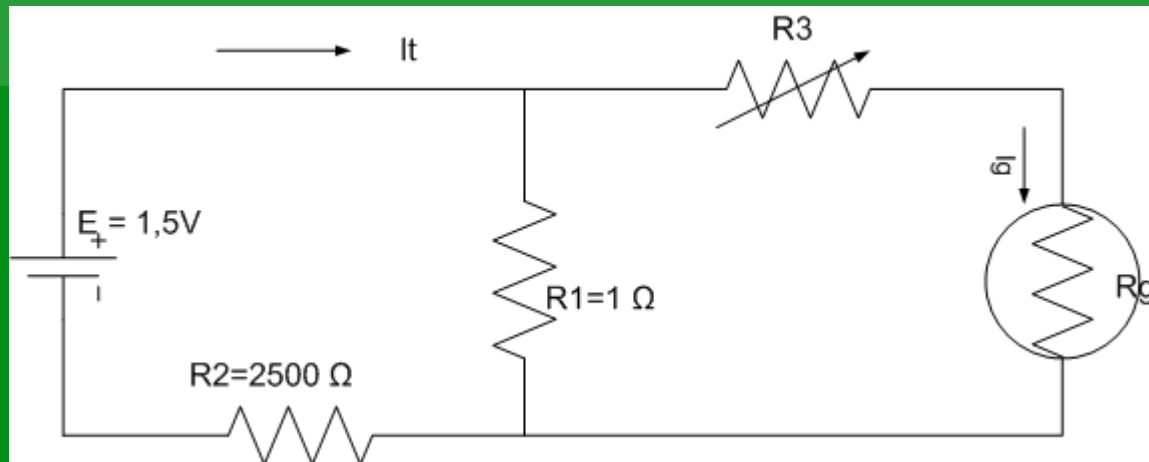 It
R3
Ig
E = 1,5V
+
-
R1=1 Ω
Rg
R2=2500 Ω